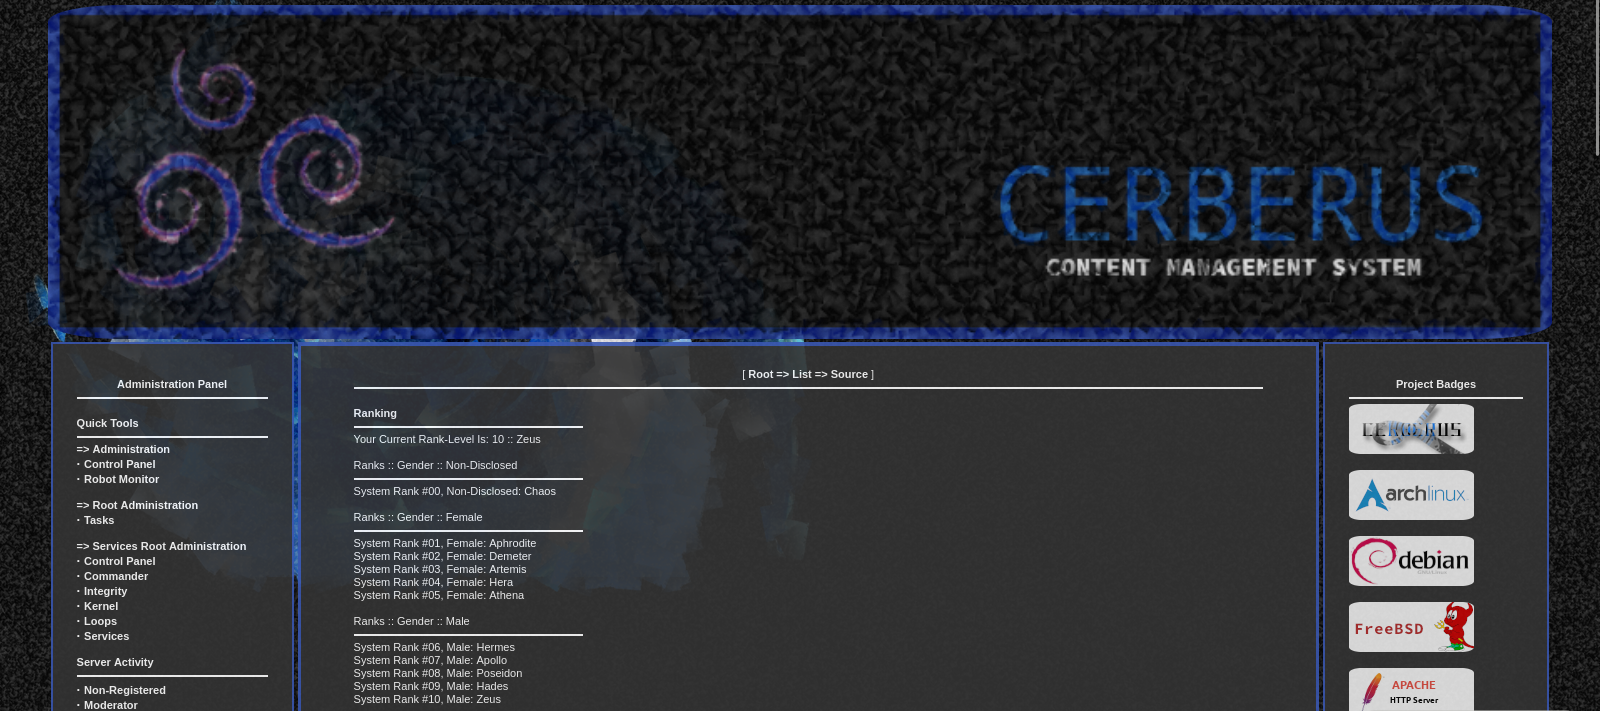 CERBERUS
CONTENT MANAGEMENT SYSTEM
Administration Panel
Quick Tools
=> Administration
· Control Panel
· Robot Monitor
=> Root Administration
· Tasks
=> Services Root Administration
· Control Panel
· Commander
· Integrity
· Kernel
· Loops
· Services
Server Activity
· Non-Registered
· Moderator
[ Root => List => Source ]
Ranking
Your Current Rank-Level Is: 10 :: Zeus
Ranks :: Gender :: Non-Disclosed
System Rank #00, Non-Disclosed: Chaos
Ranks :: Gender :: Female
System Rank #01, Female: Aphrodite
System Rank #02, Female: Demeter
System Rank #03, Female: Artemis
System Rank #04, Female: Hera
System Rank #05, Female: Athena
Ranks :: Gender :: Male
System Rank #06, Male: Hermes
System Rank #07, Male: Apollo
System Rank #08, Male: Poseidon
System Rank #09, Male: Hades
System Rank #10, Male: Zeus
Project Badges
CERBERUS
archlinux
debian
FreeBSD
APACHE
HTTP Server